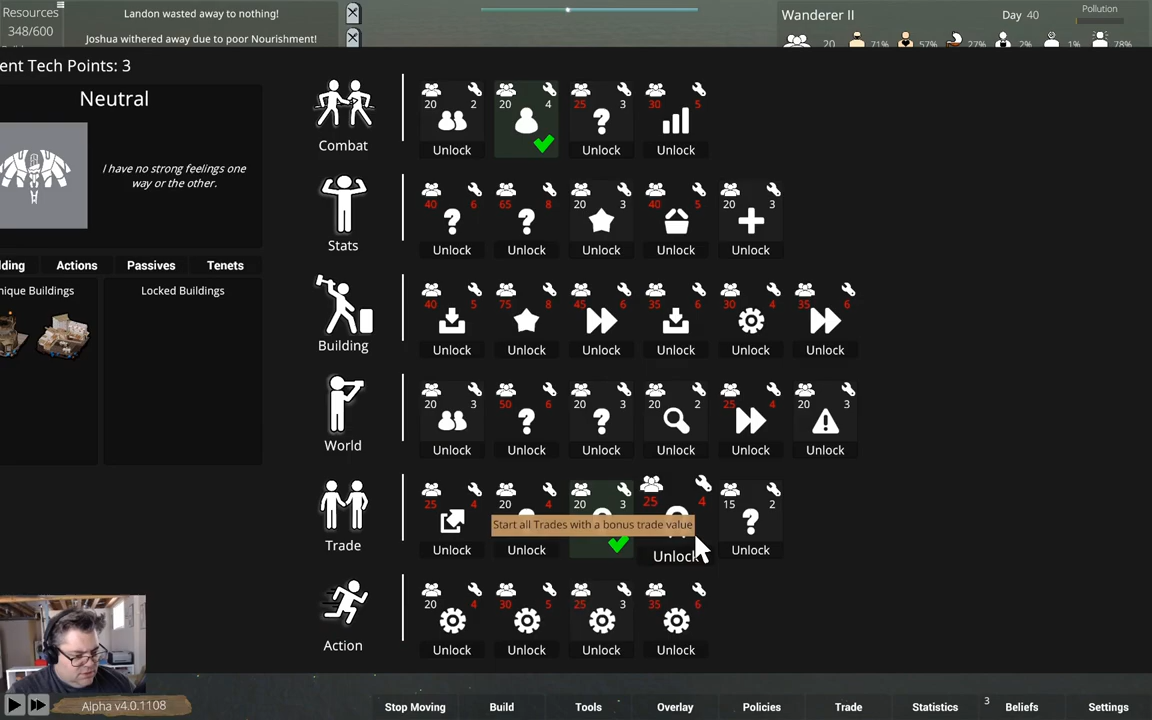 Resources
348/600
Landon wasted away to nothing!
Joshua withered away due to poor Nourishment!
Wanderer II
Day 40
Pollution
20 71% 57% 27% 2% 1% 78%
ent Tech Points: 3
Neutral
I have no strong feelings one
way or the other.
lding Actions Passives Tenets
nique Buildings Locked Buildings
Combat
20 2 20 4 25 3 30 5
Unlock Unlock Unlock
Stats
40 6 65 8 20 3 40 5 20 3
Unlock Unlock Unlock Unlock Unlock
Building
40 5 75 8 45 6 35 6 30 4 35 6
Unlock Unlock Unlock Unlock Unlock Unlock
World
20 3 50 6 20 3 20 2 25 4 20 3
Unlock Unlock Unlock Unlock Unlock Unlock
Trade
25 4 20 4 20 3 25 4 15 2
Start all Trades with a bonus trade value
Unlock Unlock Unlock Unlock
Action
20 4 30 5 25 3 35 6
Unlock Unlock Unlock Unlock
Alpha v4.0.1108
Stop Moving Build Tools Overlay Policies Trade Statistics 3 Beliefs Settings